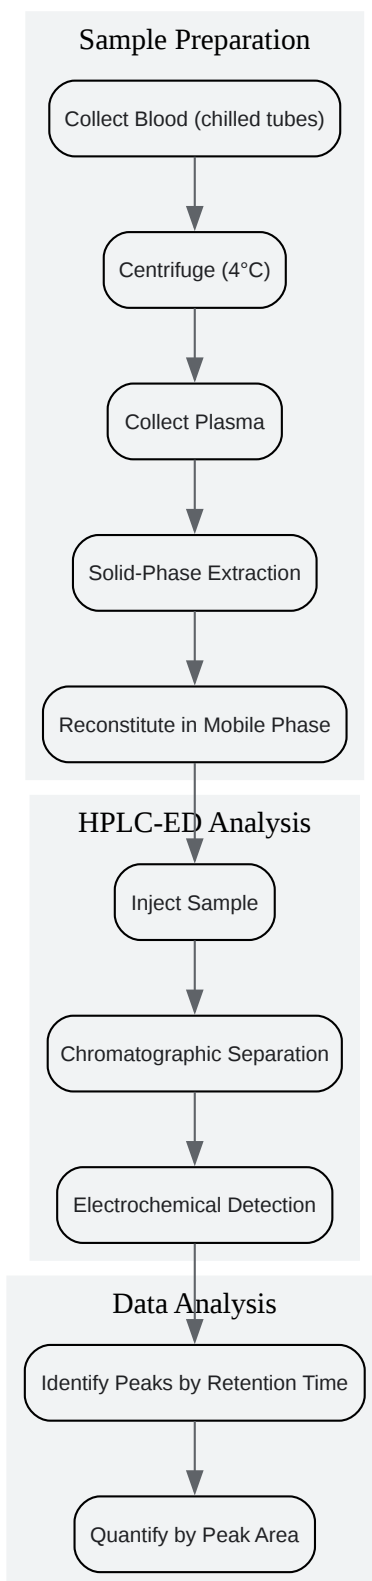 Sample Preparation
Collect Blood (chilled tubes)
Centrifuge (4°C)
Collect Plasma
Solid-Phase Extraction
Reconstitute in Mobile Phase
HPLC-ED Analysis
Inject Sample
Chromatographic Separation
Electrochemical Detection
Data Analysis
Identify Peaks by Retention Time
Quantify by Peak Area